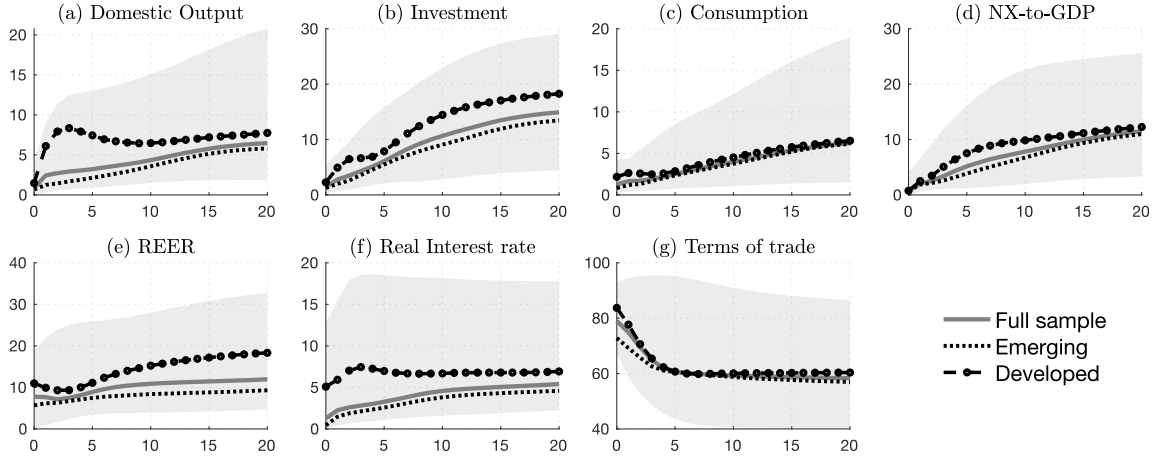 (a) Domestic Output
(b) Investment
(c) Consumption
(d) NX-to-GDP
20
15
10
5
0
0 5 10 15 20
30
20
10
0
0 5 10 15 20
20
15
10
5
0
0 5 10 15 20
30
20
10
0
0 5 10 15 20
(e) REER
(f) Real Interest rate
(g) Terms of trade
40
30
20
10
0
0 5 10 15 20
20
15
10
5
0
0 5 10 15 20
100
80
60
40
0 5 10 15 20
Full sample
Emerging
Developed